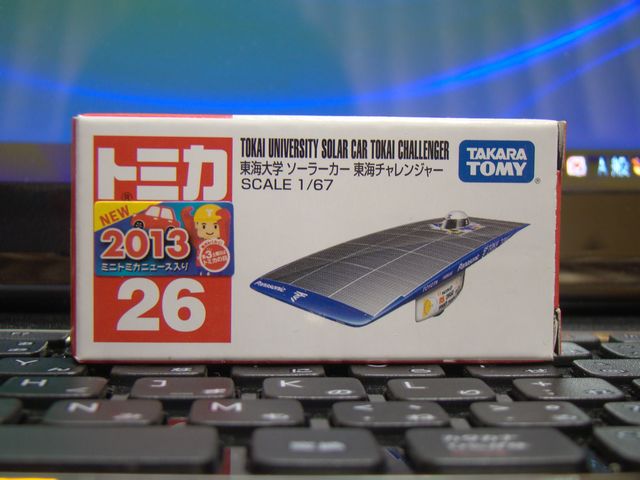 トミカ
TOKAI UNIVERSITY SOLAR CAR TOKAI CHALLENGER
東海大学 ソーラーカー 東海チャレンジャー
SCALE 1/67
TAKARA
TOMY
NEW
2013
ミニトミカニュース入り
26
Panasonic
Panasonic
H
J
K
L
N
M